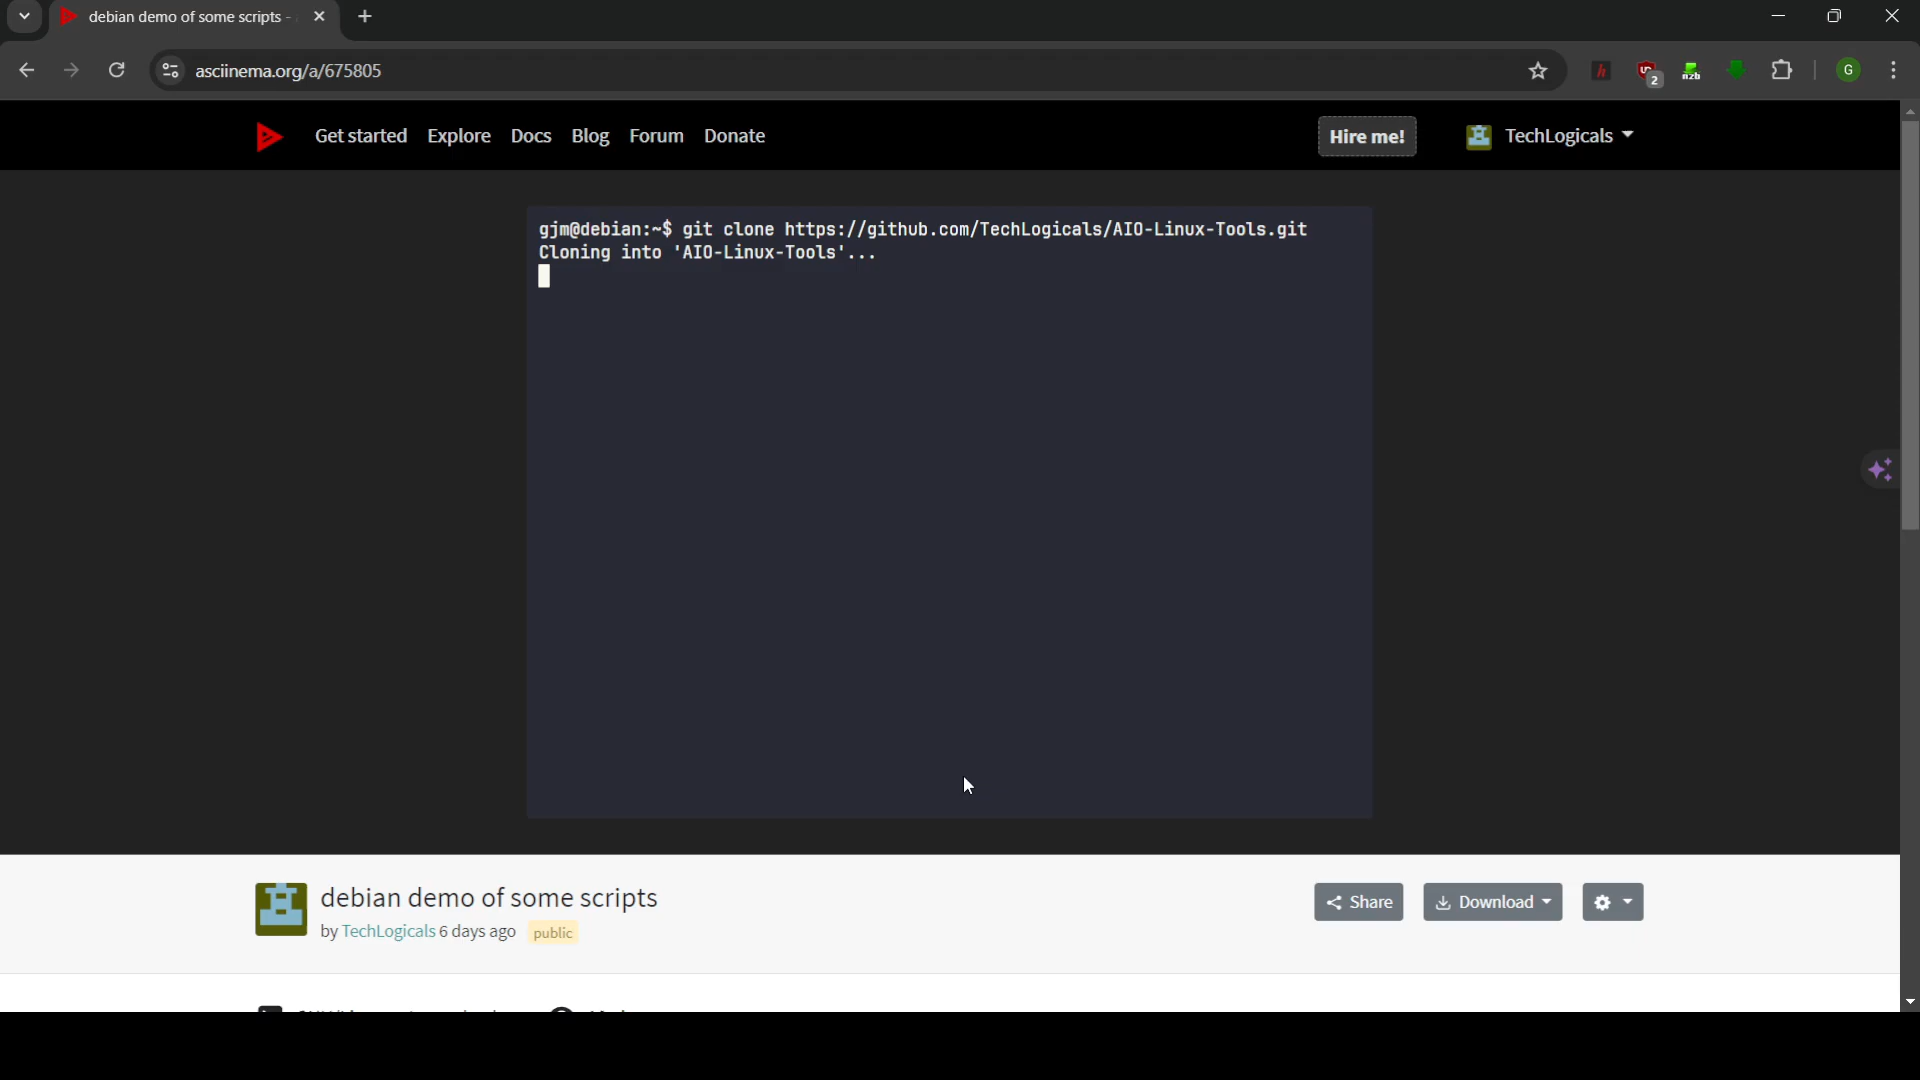 debian demo of some scripts -
asciinema.org/a/675805
2
n2b
G
Get started Explore Docs Blog Forum Donate
Hire me!
TechLogicals
gjm@debian:~$ git clone https://github.com/TechLogicals/AIO-Linux-Tools.git
Cloning into 'AIO-Linux-Tools'...
debian demo of some scripts
by TechLogicals 6 days ago public
Share
Download